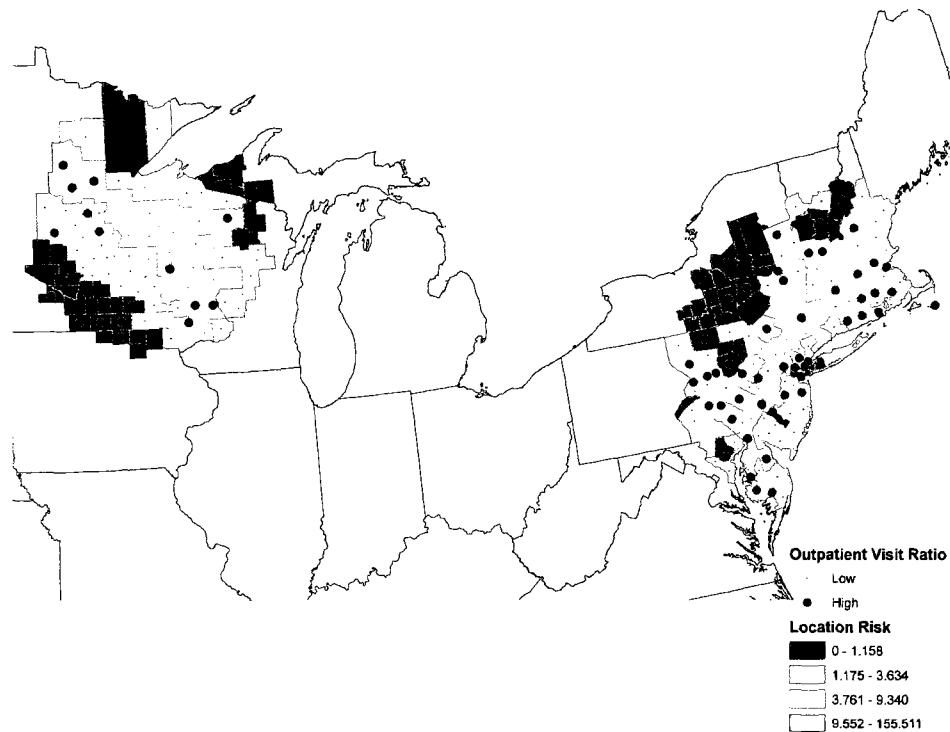 Outpatient Visit Ratio
Low
High
Location Risk
0 - 1.158
1.175 - 3.634
3.761 - 9.340
9.552 - 155.511